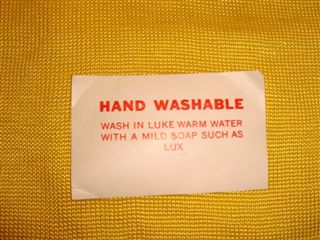 HAND WASHABLE
WASH IN LUKE WARM WATER
WITH A MILD SOAP SUCH AS
LUX